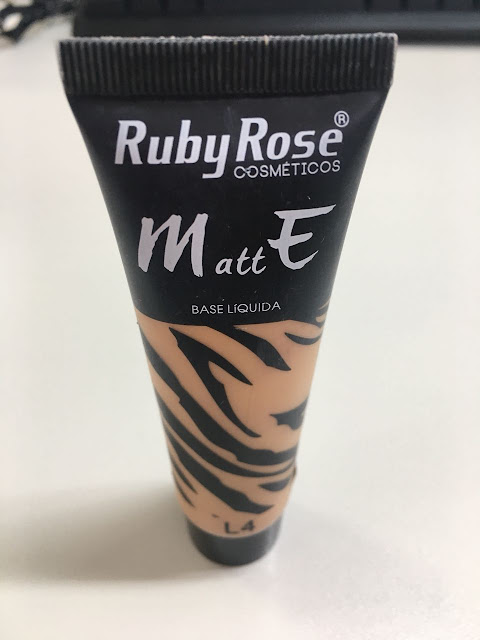 Ruby Rose®
COSMÉTICOS
MattE
BASE LÍQUIDA
L4